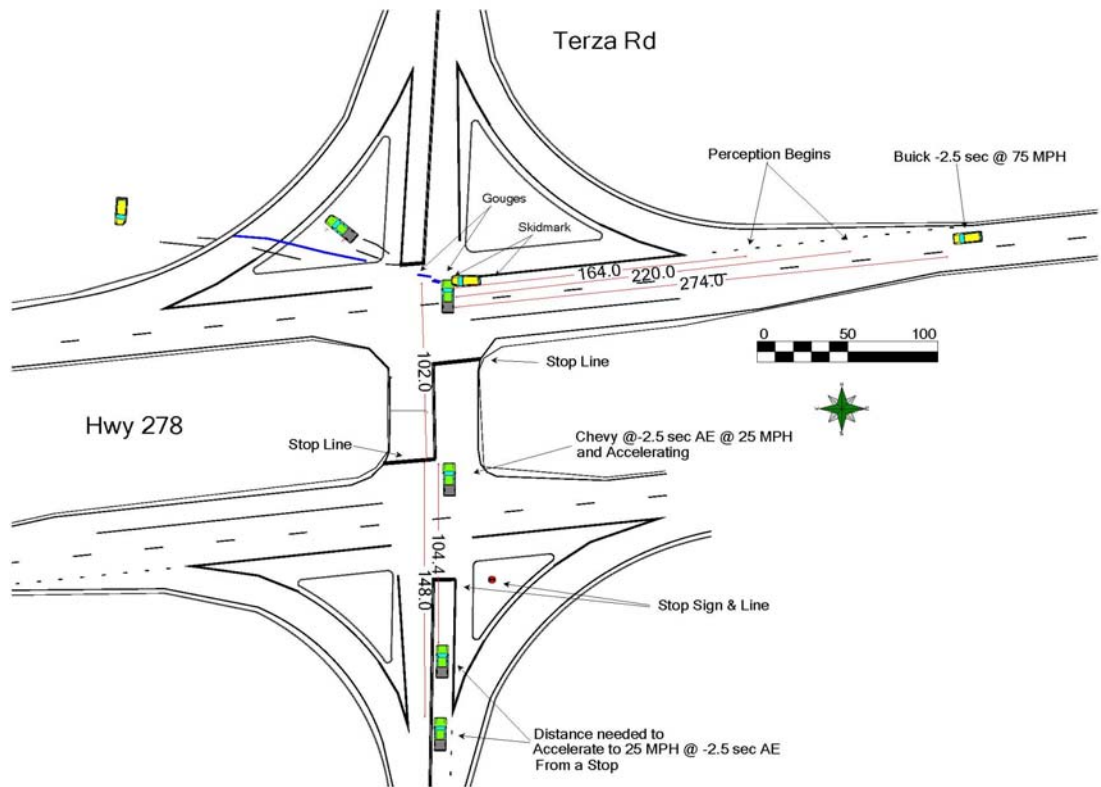 Terza Rd
Perception Begins
Buick -2.5 sec @ 75 MPH
Gouges
Skidmark
164.0
220.0
274.0
0 50 100
Stop Line
102.0
Hwy 278
Stop Line
Chevy @-2.5 sec AE @ 25 MPH
and Accelerating
104.4
148.0
Stop Sign & Line
Distance needed to
Accelerate to 25 MPH @ -2.5 sec AE
From a Stop